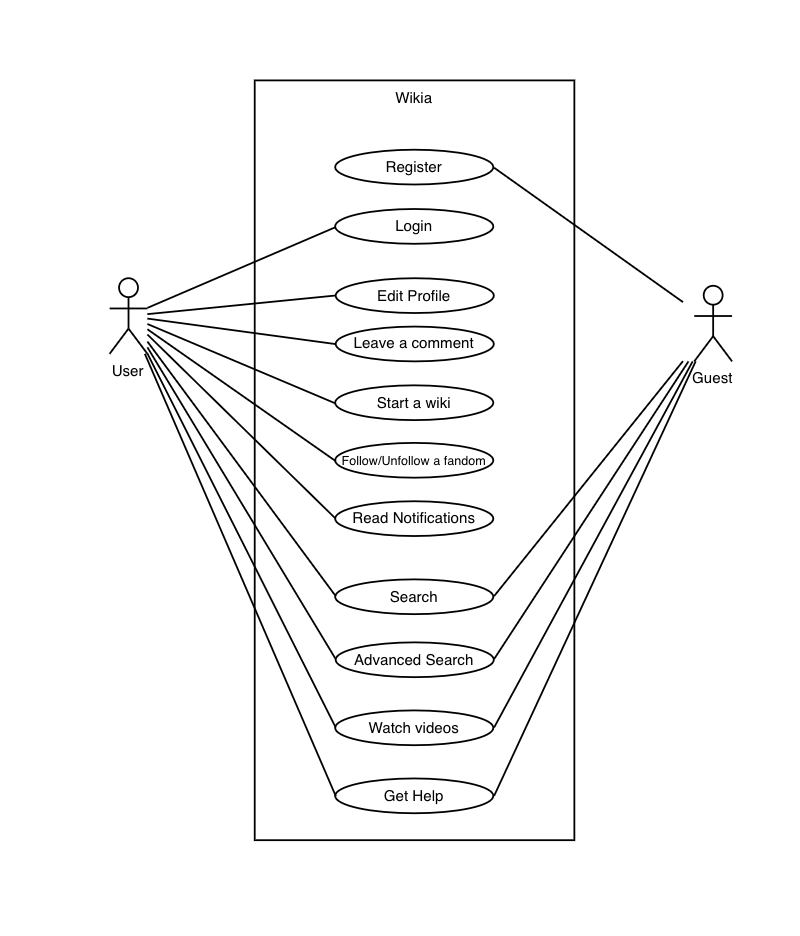 Wikia
Register
Login
Edit Profile
Leave a comment
User
Guest
Start a wiki
Follow/Unfollow a fandom
Read Notifications
Search
Advanced Search
Watch videos
Get Help